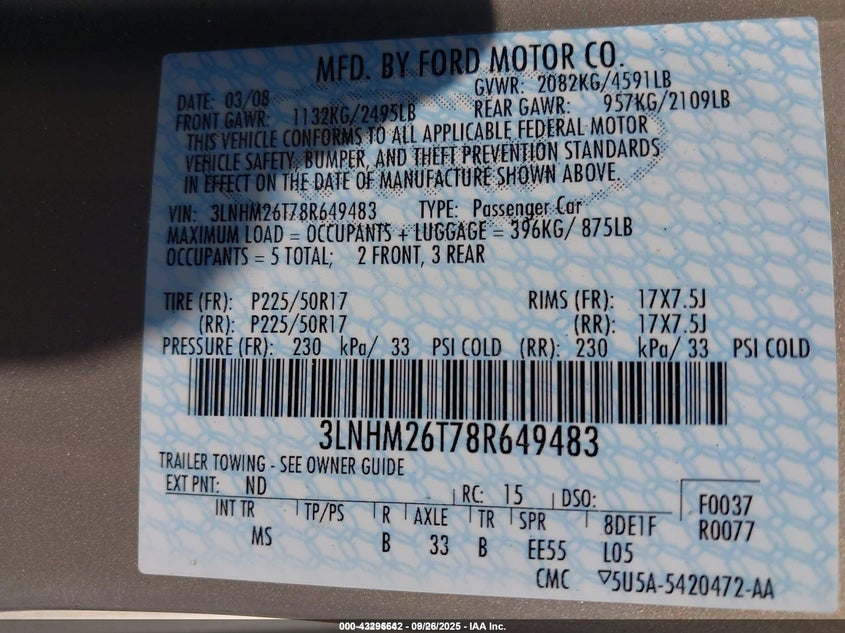 MFD. BY FORD MOTOR CO.
DATE: 03/08 GVWR: 2082KG/4591LB
FRONT GAWR: 1132KG/2495LB REAR GAWR: 957KG/2109LB
THIS VEHICLE CONFORMS TO ALL APPLICABLE FEDERAL MOTOR
VEHICLE SAFETY, BUMPER, AND THEFT PREVENTION STANDARDS
IN EFFECT ON THE DATE OF MANUFACTURE SHOWN ABOVE.
VIN: 3LNHM26T78R649483 TYPE: Passenger Car
MAXIMUM LOAD = OCCUPANTS + LUGGAGE = 396KG/ 875LB
OCCUPANTS = 5 TOTAL; 2 FRONT, 3 REAR
TIRE (FR): P225/50R17 RIMS (FR): 17X7.5J
(RR): P225/50R17 (RR): 17X7.5J
PRESSURE (FR): 230 kPa/ 33 PSI COLD (RR): 230 kPa/ 33 PSI COLD
3LNHM26T78R649483
TRAILER TOWING - SEE OWNER GUIDE
EXT PNT: ND RC: 15 DSO: F0037
INT TR TP/PS R AXLE TR SPR 8DE1F R0077
MS B 33 B EE55 L05
CMC ▽5U5A-5420472-AA
000-43296642 - 09/26/2025 - IAA Inc.